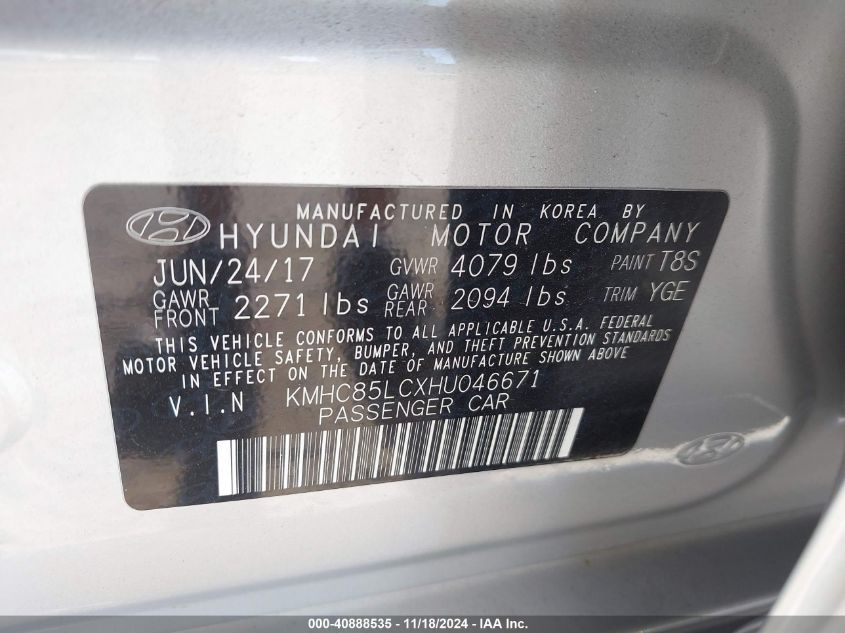 MANUFACTURED IN KOREA BY
HYUNDAI MOTOR COMPANY
JUN/24/17 GVWR 4079 lbs PAINT T8S
GAWR FRONT 2271 lbs GAWR REAR 2094 lbs TRIM YGE
THIS VEHICLE CONFORMS TO ALL APPLICABLE U.S.A. FEDERAL
MOTOR VEHICLE SAFETY, BUMPER, AND THEFT PREVENTION STANDARDS
IN EFFECT ON THE DATE OF MANUFACTURE SHOWN ABOVE
V.I.N KMHC85LCXHU046671
PASSENGER CAR
000-40888535 - 11/18/2024 - IAA Inc.